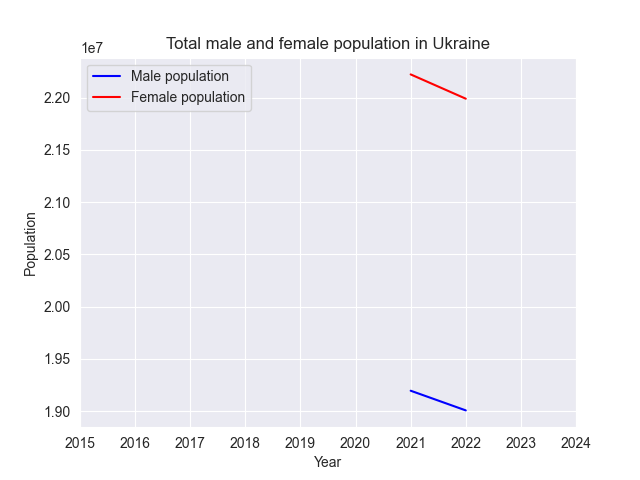 Total male and female population in Ukraine
1e7
Male population
Female population
2.20
2.15
2.10
2.05
2.00
1.95
1.90
Population
2015 2016 2017 2018 2019 2020 2021 2022 2023 2024
Year